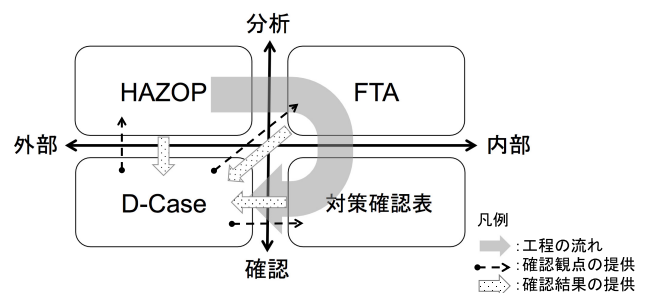 分析
HAZOP
FTA
外部
内部
D-Case
対策確認表
確認
凡例
:工程の流れ
:確認観点の提供
:確認結果の提供